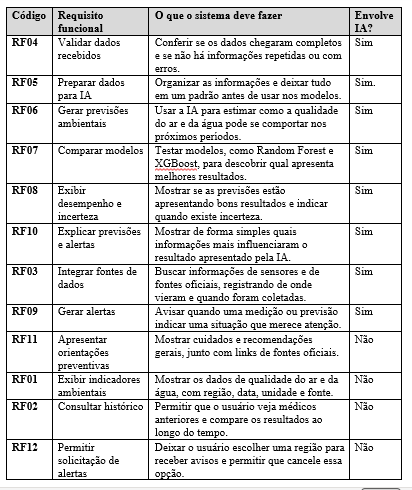 Código Requisito funcional O que o sistema deve fazer Envolve IA?
RF04 Validar dados recebidos Conferir se os dados chegaram completos e se não há informações repetidas ou com erros. Sim
RF05 Preparar dados para IA Organizar as informações e deixar tudo em um padrão antes de usar nos modelos. Sim.
RF06 Gerar previsões ambientais Usar a IA para estimar como a qualidade do ar e da água pode se comportar nos próximos períodos. Sim
RF07 Comparar modelos Testar modelos, como Random Forest e XGBoost, para descobrir qual apresenta melhores resultados. Sim
RF08 Exibir desempenho e incerteza Mostrar se as previsões estão apresentando bons resultados e indicar quando existe incerteza. Sim
RF10 Explicar previsões e alertas Mostrar de forma simples quais informações mais influenciaram o resultado apresentado pela IA. Sim
RF03 Integrar fontes de dados Buscar informações de sensores e de fontes oficiais, registrando de onde vieram e quando foram coletadas. Sim
RF09 Gerar alertas Avisar quando uma medição ou previsão indicar uma situação que merece atenção. Sim
RF11 Apresentar orientações preventivas Mostrar cuidados e recomendações gerais, junto com links de fontes oficiais. Não
RF01 Exibir indicadores ambientais Mostrar os dados de qualidade do ar e da água, com região, data, unidade e fonte. Não
RF02 Consultar histórico Permitir que o usuário veja médicos anteriores e compare os resultados ao longo do tempo. Não
RF12 Permitir solicitação de alertas Deixar o usuário escolher uma região para receber avisos e permitir que cancele essa opção. Não